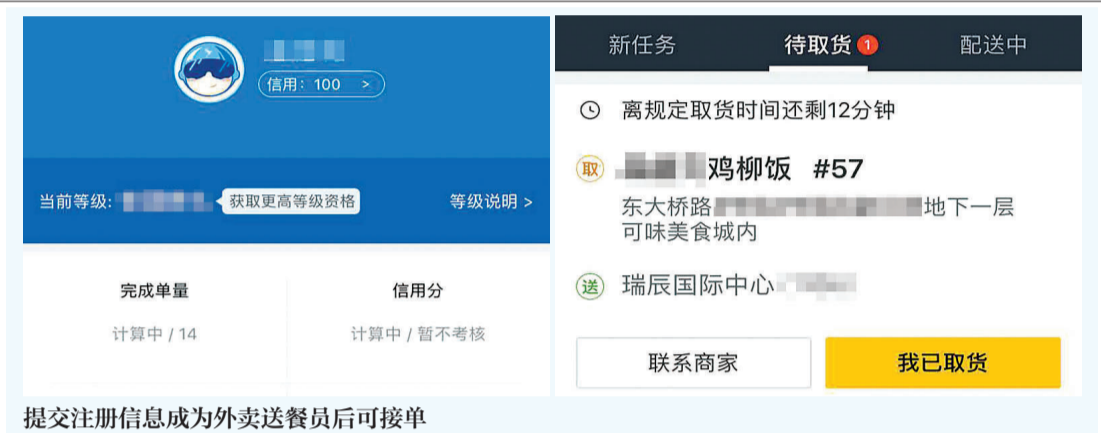 信用：100 >
当前等级:
获取更高等级资格
等级说明 >
完成单量
信用分
计算中 / 14
计算中 / 暂不考核
新任务
待取货 1
配送中
离规定取货时间还剩12分钟
取
鸡柳饭 #57
东大桥路
地下一层
可味美食城内
送
瑞辰国际中心
联系商家
我已取货
提交注册信息成为外卖送餐员后可接单